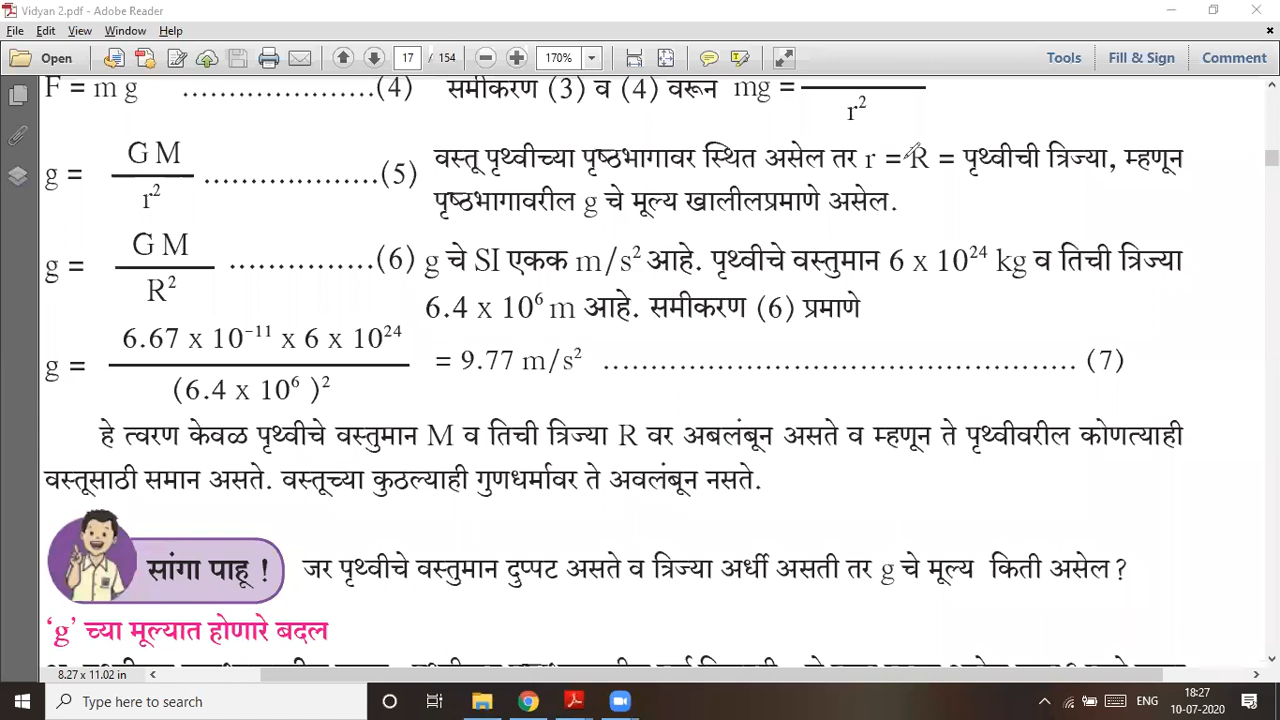 Vidyan 2.pdf - Adobe Reader
File Edit View Window Help
Open 17 / 154 170% Tools Fill & Sign Comment
F = m g ......................(4) समीकरण (3) व (4) वरून mg =
r²
g = G M / r² ...................(5) वस्तू पृथ्वीच्या पृष्ठभागावर स्थित असेल तर r = R = पृथ्वीची त्रिज्या, म्हणून
पृष्ठभागावरील g चे मूल्य खालीलप्रमाणे असेल.
g = G M / R² ................(6) g चे SI एकक m/s² आहे. पृथ्वीचे वस्तुमान 6 x 10²⁴ kg व तिची त्रिज्या
6.4 x 10⁶ m आहे. समीकरण (6) प्रमाणे
g = 6.67 x 10⁻¹¹ x 6 x 10²⁴ / (6.4 x 10⁶ )² = 9.77 m/s² .................................................. (7)
हे त्वरण केवळ पृथ्वीचे वस्तुमान M व तिची त्रिज्या R वर अबलंबून असते व म्हणून ते पृथ्वीवरील कोणत्याही
वस्तूसाठी समान असते. वस्तूच्या कुठल्याही गुणधर्मावर ते अवलंबून नसते.
सांगा पाहू ! जर पृथ्वीचे वस्तुमान दुप्पट असते व त्रिज्या अर्धी असती तर g चे मूल्य किती असेल ?
‘g’ च्या मूल्यात होणारे बदल
8.27 x 11.02 in
Type here to search ENG 18:27
10-07-2020